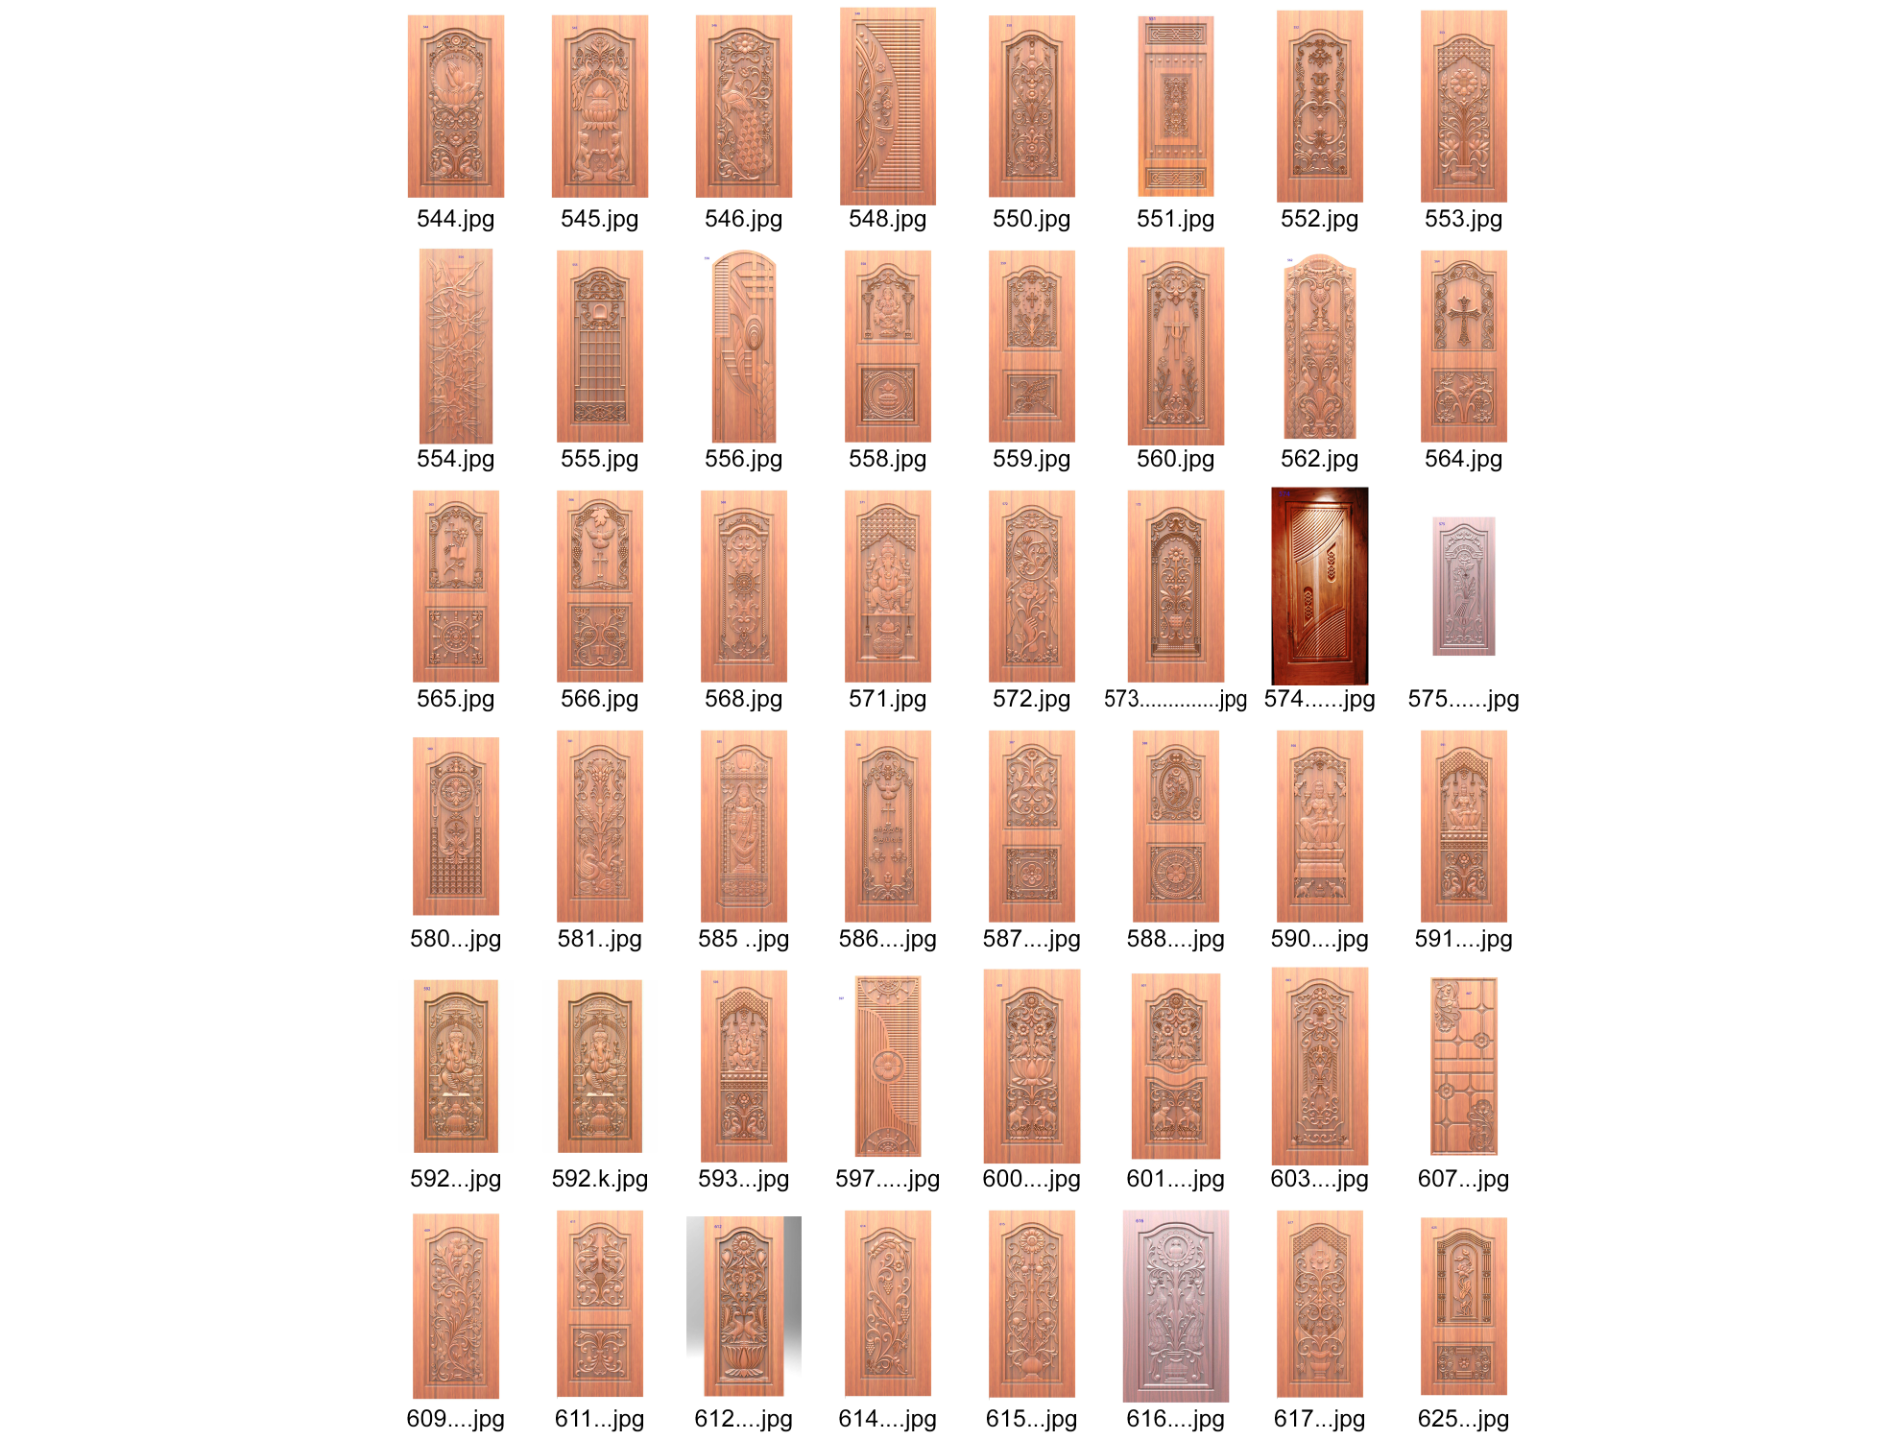 544.jpg 545.jpg 546.jpg 548.jpg 550.jpg 551.jpg 552.jpg 553.jpg
554.jpg 555.jpg 556.jpg 558.jpg 559.jpg 560.jpg 562.jpg 564.jpg
565.jpg 566.jpg 568.jpg 571.jpg 572.jpg 573..............jpg 574......jpg 575......jpg
580...jpg 581..jpg 585 ..jpg 586....jpg 587....jpg 588....jpg 590....jpg 591....jpg
592...jpg 592.k.jpg 593...jpg 597.....jpg 600....jpg 601....jpg 603....jpg 607...jpg
609....jpg 611...jpg 612....jpg 614....jpg 615...jpg 616....jpg 617...jpg 625...jpg